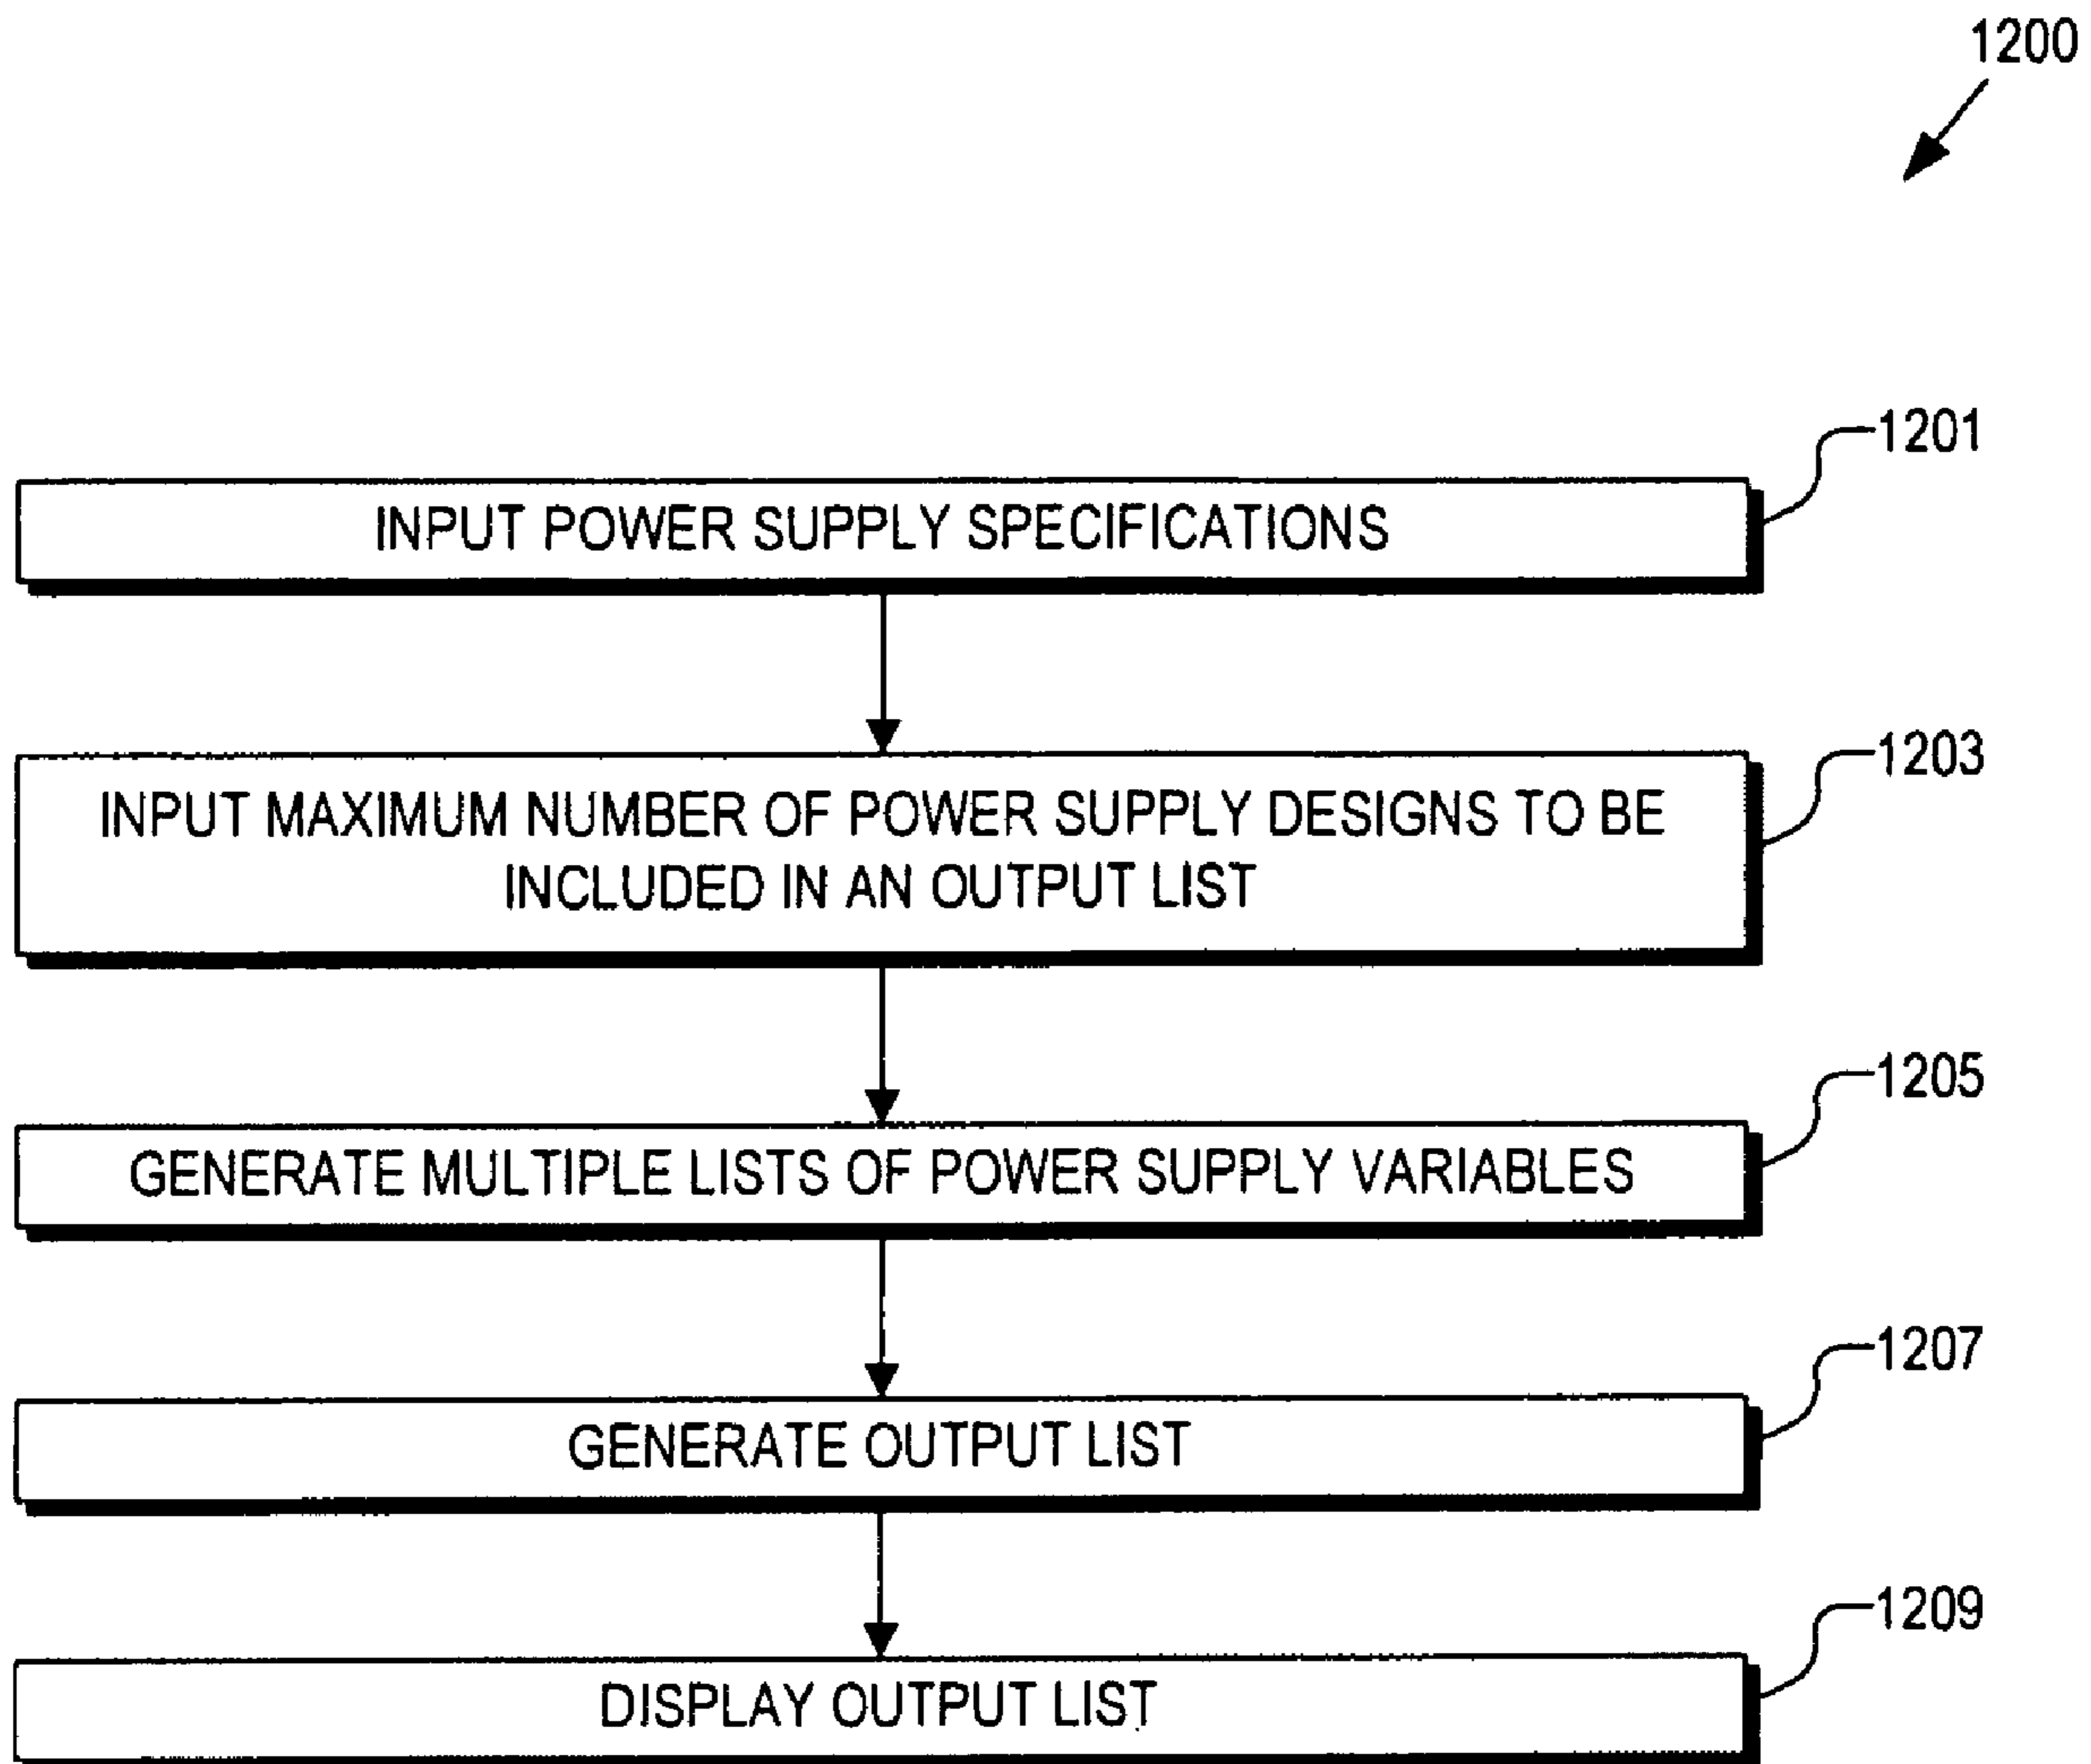 1200
1201
INPUT POWER SUPPLY SPECIFICATIONS
1203
INPUT MAXIMUM NUMBER OF POWER SUPPLY DESIGNS TO BE
INCLUDED IN AN OUTPUT LIST
1205
GENERATE MULTIPLE LISTS OF POWER SUPPLY VARIABLES
1207
GENERATE OUTPUT LIST
1209
DISPLAY OUTPUT LIST